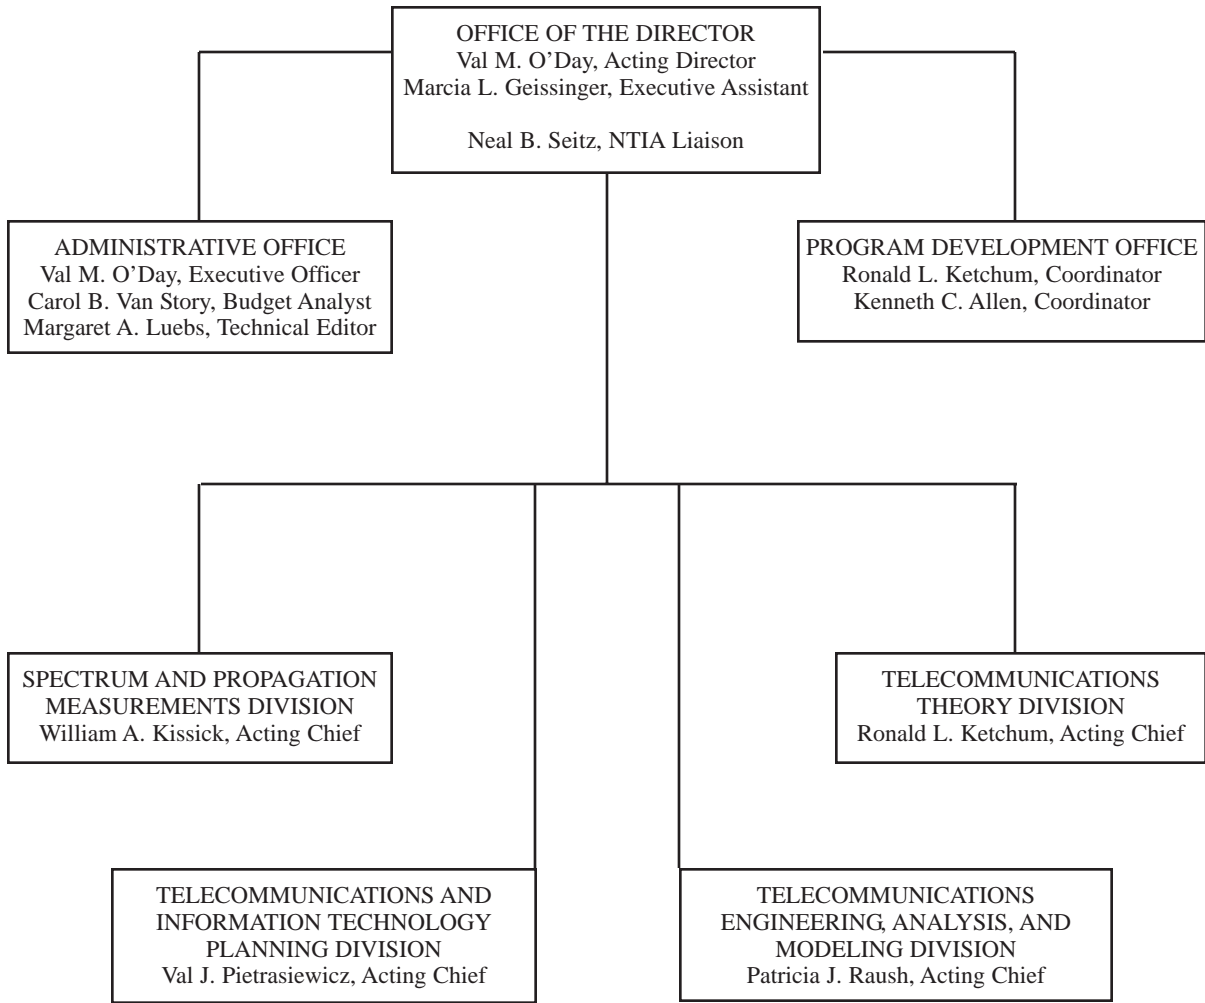 OFFICE OF THE DIRECTOR
Val M. O’Day, Acting Director
Marcia L. Geissinger, Executive Assistant
Neal B. Seitz, NTIA Liaison
ADMINISTRATIVE OFFICE
Val M. O’Day, Executive Officer
Carol B. Van Story, Budget Analyst
Margaret A. Luebs, Technical Editor
PROGRAM DEVELOPMENT OFFICE
Ronald L. Ketchum, Coordinator
Kenneth C. Allen, Coordinator
SPECTRUM AND PROPAGATION
MEASUREMENTS DIVISION
William A. Kissick, Acting Chief
TELECOMMUNICATIONS
THEORY DIVISION
Ronald L. Ketchum, Acting Chief
TELECOMMUNICATIONS AND
INFORMATION TECHNOLOGY
PLANNING DIVISION
Val J. Pietrasiewicz, Acting Chief
TELECOMMUNICATIONS
ENGINEERING, ANALYSIS, AND
MODELING DIVISION
Patricia J. Raush, Acting Chief